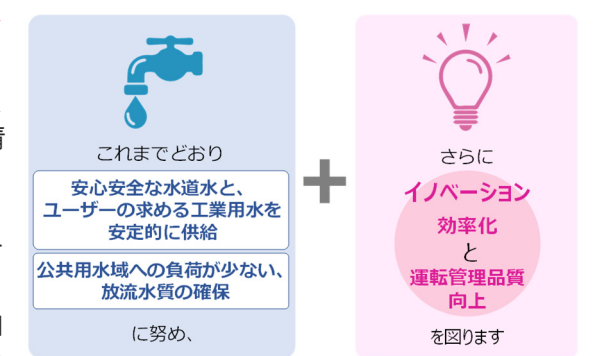 これまでどおり
安心安全な水道水と、
ユーザーの求める工業用水を
安定的に供給
公共用水域への負荷が少ない、
放流水質の確保
に努め、
+
さらに
イノベーション
効率化
と
運転管理品質
向上
を図ります